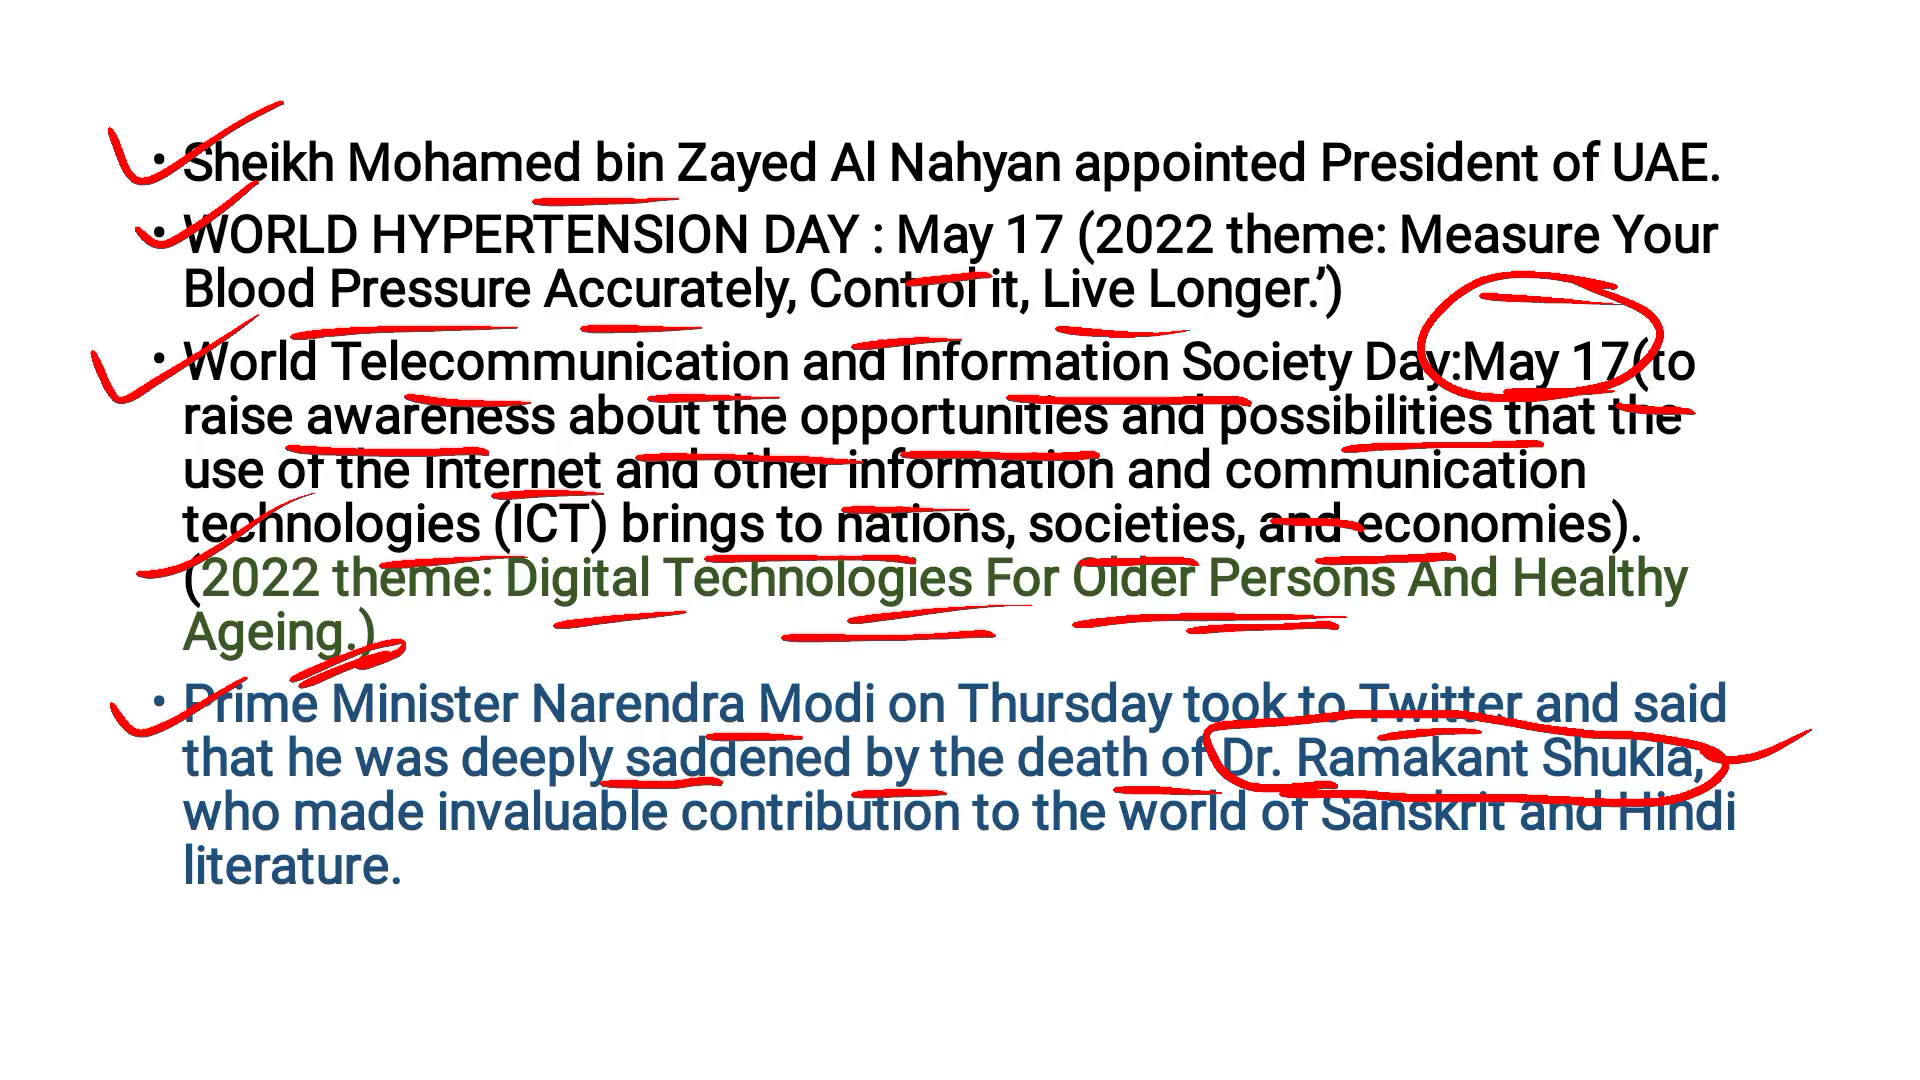 • Sheikh Mohamed bin Zayed Al Nahyan appointed President of UAE.
• WORLD HYPERTENSION DAY : May 17 (2022 theme: Measure Your
Blood Pressure Accurately, Control it, Live Longer.’)
• World Telecommunication and Information Society Day:May 17(to
raise awareness about the opportunities and possibilities that the
use of the Internet and other information and communication
technologies (ICT) brings to nations, societies, and economies).
(2022 theme: Digital Technologies For Older Persons And Healthy
Ageing.)
• Prime Minister Narendra Modi on Thursday took to Twitter and said
that he was deeply saddened by the death of Dr. Ramakant Shukla,
who made invaluable contribution to the world of Sanskrit and Hindi
literature.